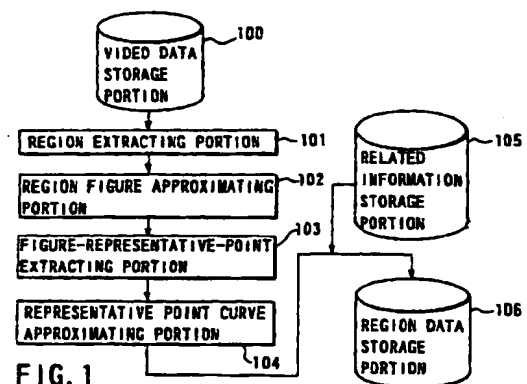 VIDEO DATA
STORAGE
PORTION
100
REGION EXTRACTING PORTION
101
REGION FIGURE APPROXIMATING
PORTION
102
FIGURE-REPRESENTATIVE-POINT
EXTRACTING PORTION
103
REPRESENTATIVE POINT CURVE
APPROXIMATING PORTION
104
RELATED
INFORMATION
STORAGE
PORTION
105
REGION DATA
STORAGE
PORTION
106
FIG. 1